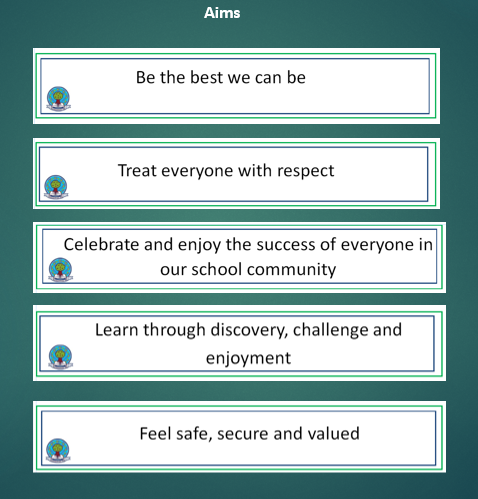 Aims
Be the best we can be
Treat everyone with respect
Celebrate and enjoy the success of everyone in
our school community
Learn through discovery, challenge and
enjoyment
Feel safe, secure and valued